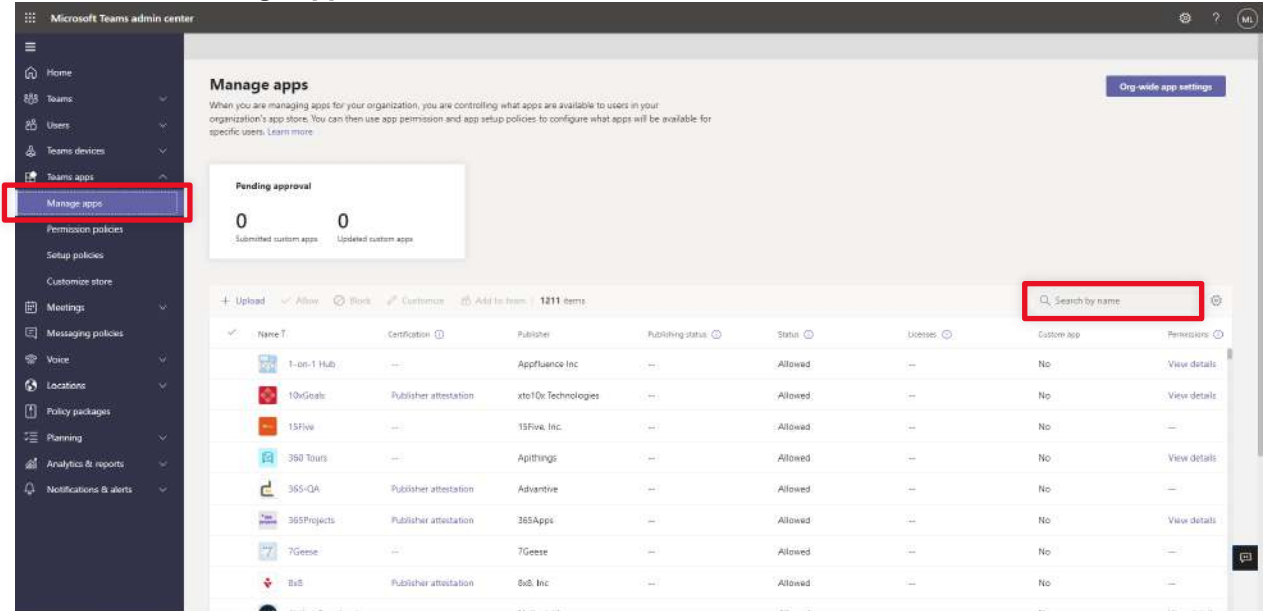 Microsoft Teams admin center
?
ML
Home
Teams
Users
Teams devices
Teams apps
Manage apps
Permission policies
Setup policies
Customize store
Meetings
Messaging policies
Voice
Locations
Policy packages
Planning
Analytics & reports
Notifications & alerts
Manage apps
Org-wide app settings
When you are managing apps for your organization, you are controlling what apps are available to users in your
organization's app store. You can then use app permission and app setup policies to configure what apps will be available for
specific users. Learn more
Pending approval
0 0
Submitted custom apps Updated custom apps
+ Upload Allow Block Customize Add to team 1211 items Search by name
Name Certification Publisher Publishing status Status Licenses Custom app Permissions
1-on-1 Hub -- Appfluence Inc -- Allowed -- No View details
10xGoals Publisher attestation xto10x Technologies -- Allowed -- No View details
15Five -- 15Five, Inc. -- Allowed -- No --
360 Tours -- Apithings -- Allowed -- No View details
365-QA Publisher attestation Advantive -- Allowed -- No --
365Projects Publisher attestation 365Apps -- Allowed -- No View details
7Geese -- 7Geese -- Allowed -- No --
8x8 Publisher attestation 8x8, Inc -- Allowed -- No --